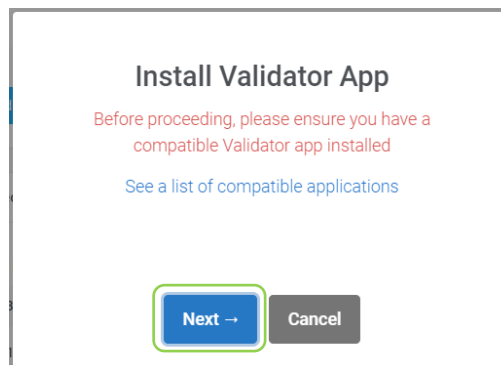 Install Validator App
Before proceeding, please ensure you have a
compatible Validator app installed
See a list of compatible applications
Next → Cancel